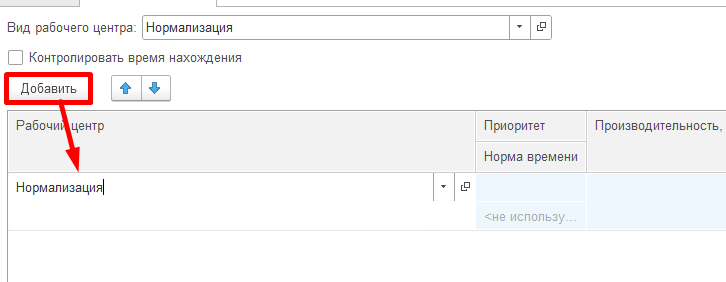 Вид рабочего центра: Нормализация
Контролировать время нахождения
Добавить
Рабочий центр Приоритет Производительность,
Норма времени
Нормализация
<не использу...